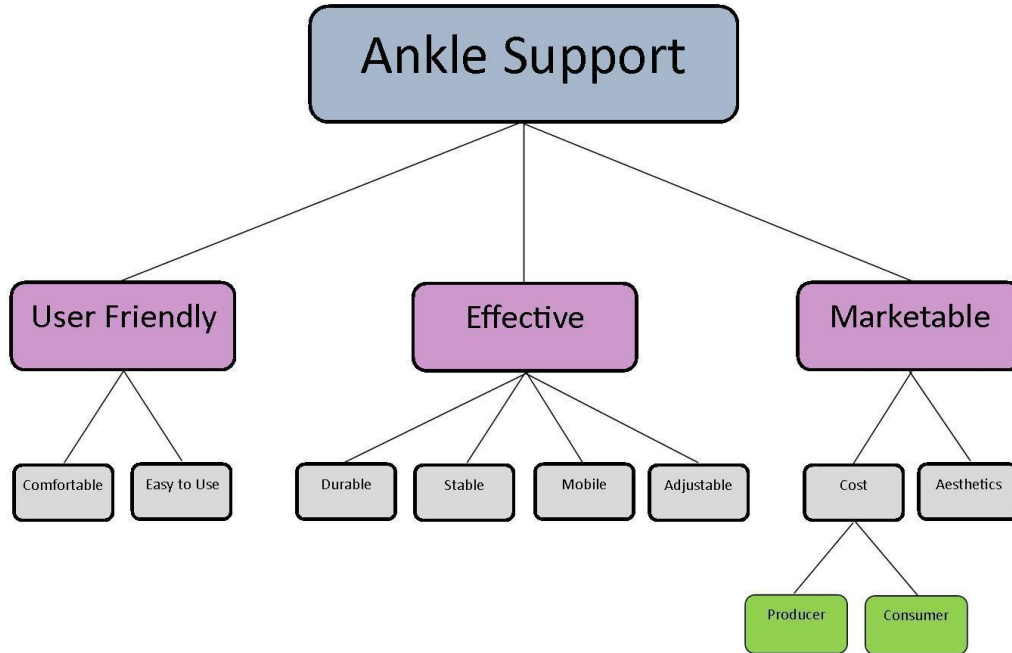 Ankle Support
User Friendly
Effective
Marketable
Comfortable
Easy to Use
Durable
Stable
Mobile
Adjustable
Cost
Aesthetics
Producer
Consumer